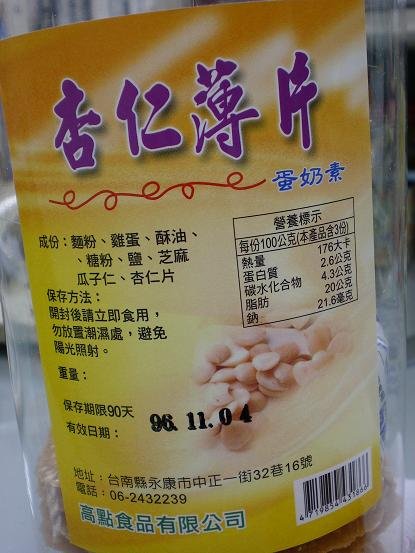 杏仁薄片
蛋奶素
成份：麵粉、雞蛋、酥油、
、糖粉、鹽、芝麻
瓜子仁、杏仁片
保存方法：
開封後請立即食用，
勿放置潮濕處，避免
陽光照射。
重量：
保存期限90天
有效日期：
96.11.04
營養標示
每份100公克(本產品含3份)
熱量 176大卡
蛋白質 2.6公克
碳水化合物 4.3公克
脂肪 20公克
鈉 21.6毫克
地址：台南縣永康市中正一街32巷16號
電話：06-2432239
高點食品有限公司